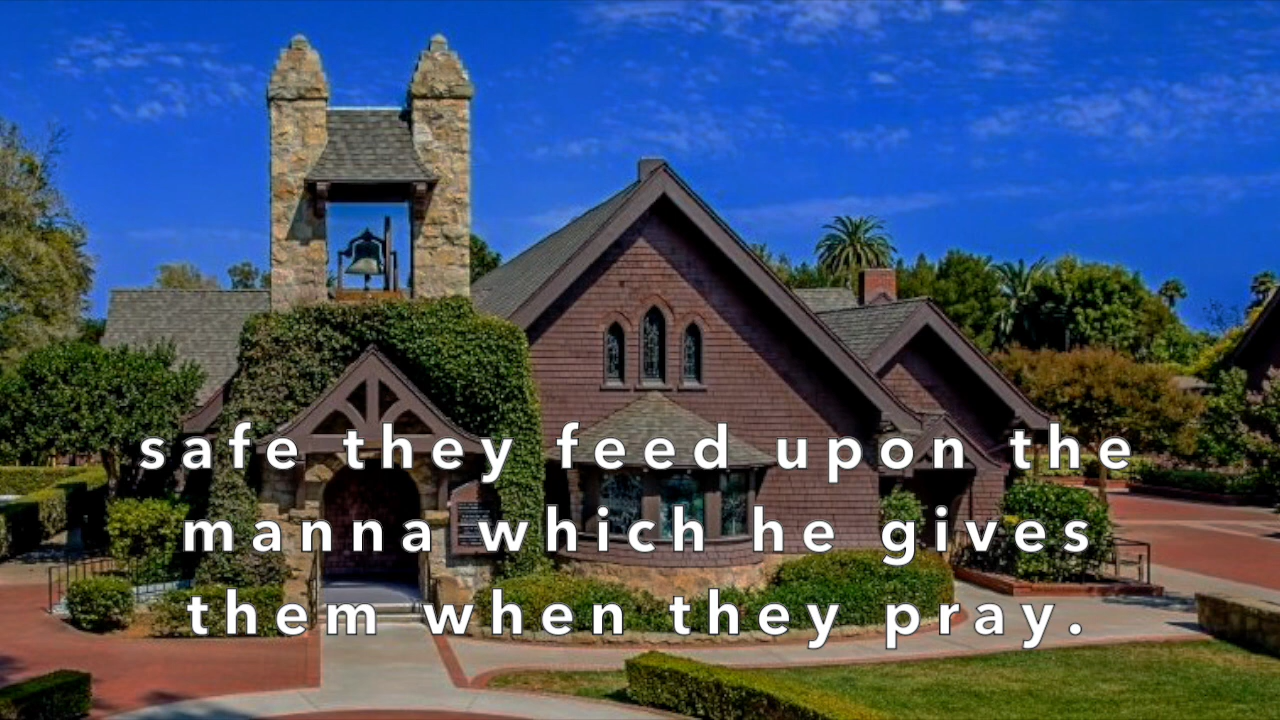 safe they feed upon the
manna which he gives
them when they pray.